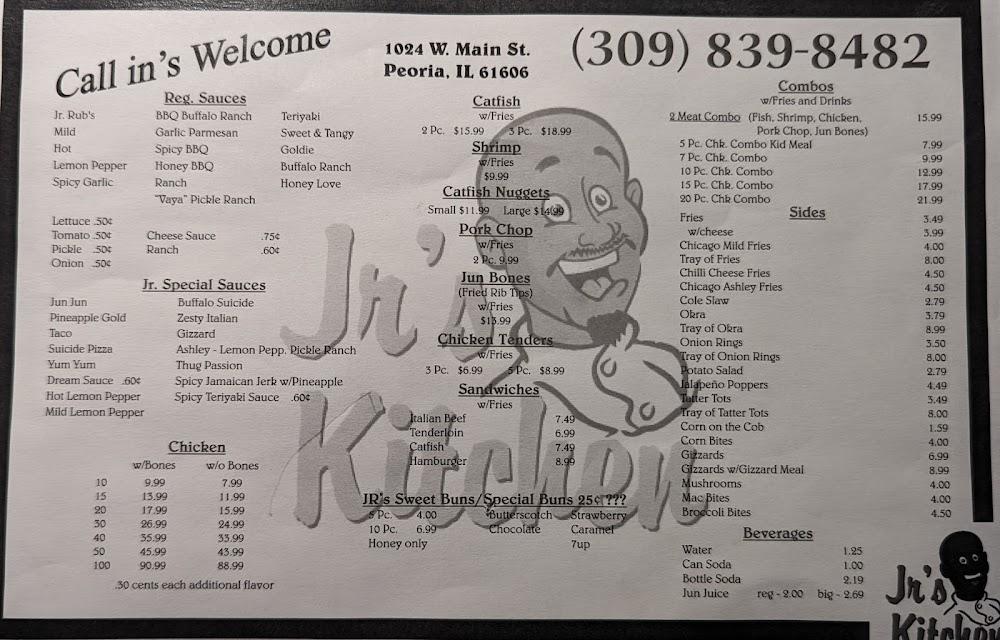 Call in's Welcome
1024 W. Main St.
Peoria, IL 61606
(309) 839-8482
Reg. Sauces
Jr. Rub's BBQ Buffalo Ranch Teriyaki
Mild Garlic Parmesan Sweet & Tangy
Hot Spicy BBQ Goldie
Lemon Pepper Honey BBQ Buffalo Ranch
Spicy Garlic Ranch Honey Love
"Vaya" Pickle Ranch
Lettuce .50¢
Tomato .50¢ Cheese Sauce .75¢
Pickle .50¢ Ranch .60¢
Onion .50¢
Jr. Special Sauces
Jun Jun Buffalo Suicide
Pineapple Gold Zesty Italian
Taco Gizzard
Suicide Pizza Ashley - Lemon Pepp. Pickle Ranch
Yum Yum Thug Passion
Dream Sauce .60¢ Spicy Jamaican Jerk w/Pineapple
Hot Lemon Pepper Spicy Teriyaki Sauce .60¢
Mild Lemon Pepper
Chicken
w/Bones w/o Bones
10 9.99 7.99
15 13.99 11.99
20 17.99 15.99
30 26.99 24.99
40 35.99 33.99
50 45.99 43.99
100 90.99 88.99
.30 cents each additional flavor
Catfish
w/Fries
2 Pc. $15.99 3 Pc. $18.99
Shrimp
w/Fries
$9.99
Catfish Nuggets
Small $11.99 Large $14.99
Pork Chop
w/Fries
2 Pc. 9.99
Jun Bones
(Fried Rib Tips)
w/Fries
$13.99
Chicken Tenders
w/Fries
3 Pc. $6.99 5 Pc. $8.99
Sandwiches
w/Fries
Italian Beef 7.49
Tenderloin 6.99
Catfish 7.49
Hamburger 8.99
JR's Sweet Buns/Special Buns 25¢ ???
5 Pc. 4.00 Butterscotch Strawberry
10 Pc. 6.99 Chocolate Caramel
Honey only 7up
Combos
w/Fries and Drinks
2 Meat Combo (Fish, Shrimp, Chicken, 15.99
Pork Chop, Jun Bones)
5 Pc. Chk. Combo Kid Meal 7.99
7 Pc. Chk. Combo 9.99
10 Pc. Chk. Combo 12.99
15 Pc. Chk. Combo 17.99
20 Pc. Chk Combo 21.99
Sides
Fries 3.49
w/cheese 3.99
Chicago Mild Fries 4.00
Tray of Fries 8.00
Chilli Cheese Fries 4.50
Chicago Ashley Fries 4.50
Cole Slaw 2.79
Okra 3.79
Tray of Okra 8.99
Onion Rings 3.50
Tray of Onion Rings 8.00
Potato Salad 2.79
Jalapeño Poppers 4.49
Tatter Tots 3.49
Tray of Tatter Tots 8.00
Corn on the Cob 1.59
Corn Bites 4.00
Gizzards 6.99
Gizzards w/Gizzard Meal 8.99
Mushrooms 4.00
Mac Bites 4.00
Broccoli Bites 4.50
Beverages
Water 1.25
Can Soda 1.00
Bottle Soda 2.19
Jun Juice reg - 2.00 big - 2.69
Jr's
Kitchen
Jr's
Kitchen